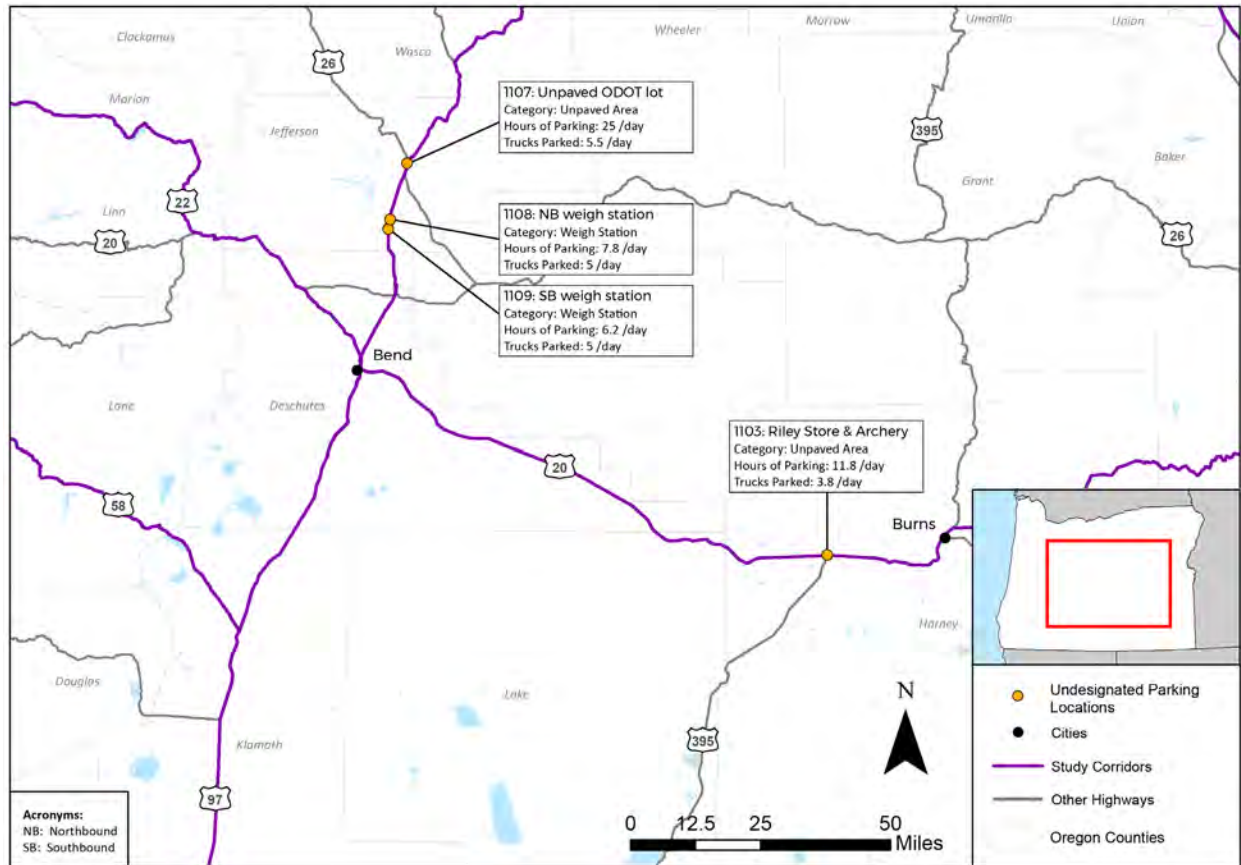 Clackamus
Wasco
Wheeler
Morrow
Umarilla
Union
26
Marion
Jefferson
1107: Unpaved ODOT lot
Category: Unpaved Area
Hours of Parking: 25 /day
Trucks Parked: 5.5 /day
395
Baker
Grant
Linn
22
20
1108: NB weigh station
Category: Weigh Station
Hours of Parking: 7.8 /day
Trucks Parked: 5 /day
26
1109: SB weigh station
Category: Weigh Station
Hours of Parking: 6.2 /day
Trucks Parked: 5 /day
Bend
Lane
Deschutes
1103: Riley Store & Archery
Category: Unpaved Area
Hours of Parking: 11.8 /day
Trucks Parked: 3.8 /day
20
58
Burns
Harney
Douglas
Lake
Klamath
395
97
N
Undesignated Parking
Locations
Cities
Study Corridors
Other Highways
Oregon Counties
0 12.5 25 50
Miles
Acronyms:
NB: Northbound
SB: Southbound